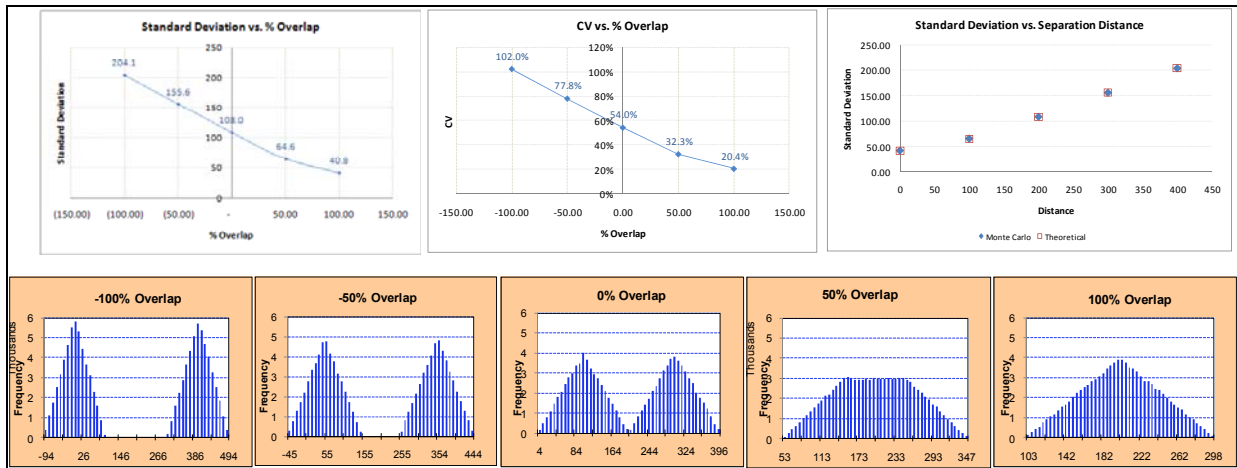 Standard Deviation vs. % Overlap
250
200
150
100
50
0
204.1
155.6
108.0
64.6
40.8
Standard Deviation
(150.00) (100.00) (50.00) - 50.00 100.00 150.00
% Overlap
CV vs. % Overlap
120%
100%
80%
60%
40%
20%
0%
102.0%
77.8%
54.0%
32.3%
20.4%
CV
-150.00 -100.00 -50.00 0.00 50.00 100.00 150.00
% Overlap
Standard Deviation vs. Separation Distance
250.00
200.00
150.00
100.00
50.00
0.00
Standard Deviation
0 50 100 150 200 250 300 350 400 450
Distance
Monte Carlo Theoretical
-100% Overlap
Thousands
Frequency
6
5
4
3
2
1
0
-94 26 146 266 374 494
-50% Overlap
Frequency
6
5
4
3
2
1
0
-45 55 155 255 354 444
0% Overlap
Frequency
6
5
4
3
2
1
0
4 84 164 244 324 396
50% Overlap
Thousands
Frequency
6
5
4
3
2
1
0
53 113 173 233 293 347
100% Overlap
Frequency
6
5
4
3
2
1
0
103 142 182 222 262 298